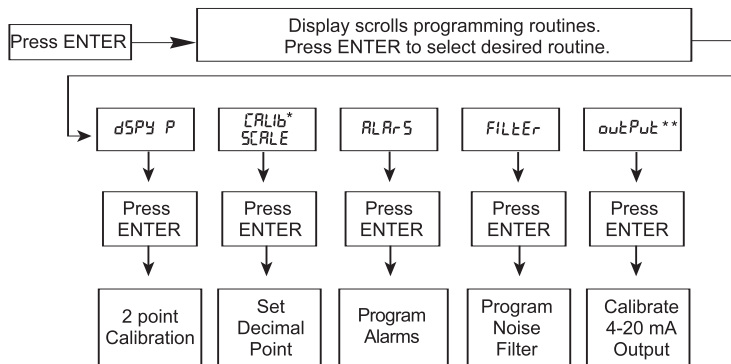 Press ENTER
Display scrolls programming routines.
Press ENTER to select desired routine.
dSPY P
CALIb*
SCALE
ALArS
FILtEr
outPut**
Press
ENTER
Press
ENTER
Press
ENTER
Press
ENTER
Press
ENTER
2 point
Calibration
Set
Decimal
Point
Program
Alarms
Program
Noise
Filter
Calibrate
4-20 mA
Output